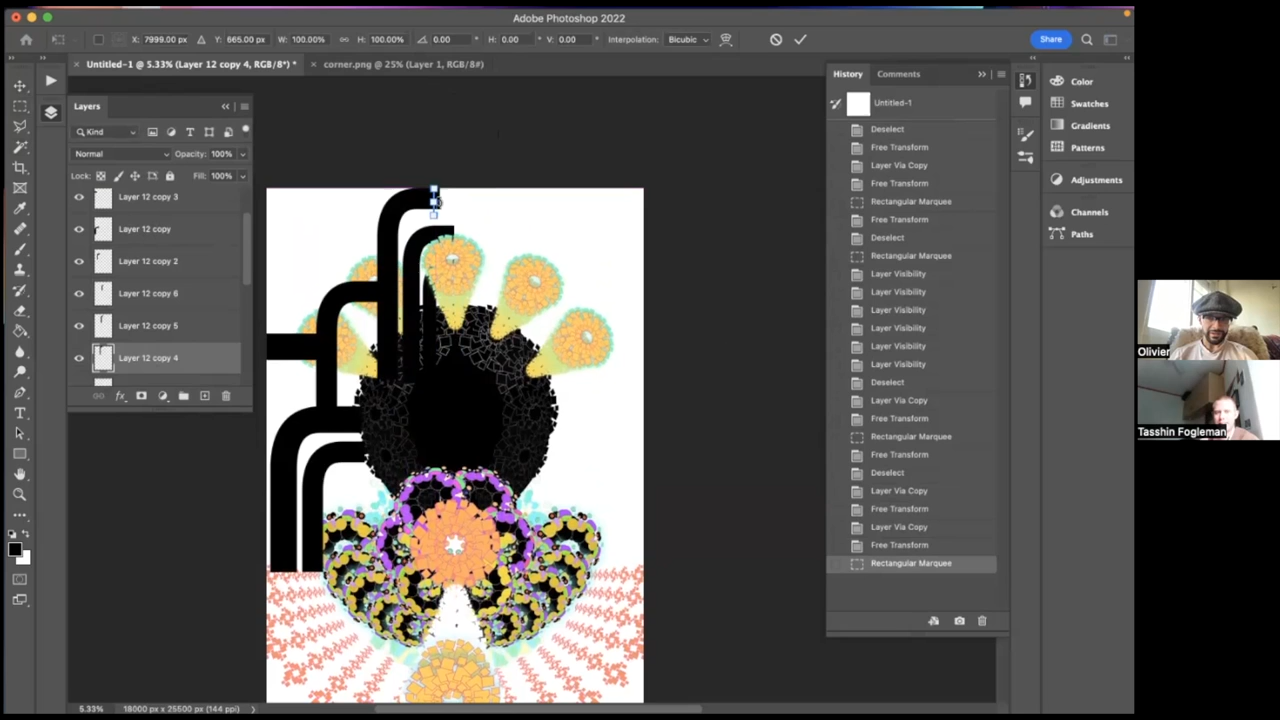 Adobe Photoshop 2022
X: 7999.00 px Y: 665.00 px W: 100.00% H: 100.00% 0.00 H: 0.00 V: 0.00 Interpolation: Bicubic Share
Untitled-1 @ 5.33% (Layer 12 copy 4, RGB/8*) * corner.png @ 25% (Layer 1, RGB/8#)
Layers
Kind
Normal Opacity: 100%
Lock: Fill: 100%
Layer 12 copy 3
Layer 12 copy
Layer 12 copy 2
Layer 12 copy 6
Layer 12 copy 5
Layer 12 copy 4
History Comments
Untitled-1
Deselect
Free Transform
Layer Via Copy
Free Transform
Rectangular Marquee
Free Transform
Deselect
Rectangular Marquee
Layer Visibility
Layer Visibility
Layer Visibility
Layer Visibility
Layer Visibility
Layer Visibility
Deselect
Layer Via Copy
Free Transform
Rectangular Marquee
Free Transform
Deselect
Layer Via Copy
Free Transform
Layer Via Copy
Free Transform
Rectangular Marquee
Color
Swatches
Gradients
Patterns
Adjustments
Channels
Paths
Olivier
Tasshin Fogleman
5.33% 18000 px x 25500 px (144 ppi)